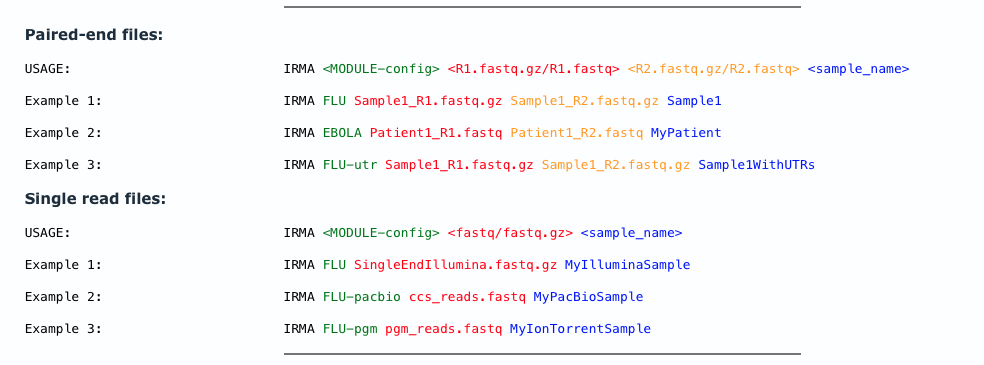 Paired-end files:
USAGE: IRMA <MODULE-config> <R1.fastq.gz/R1.fastq> <R2.fastq.gz/R2.fastq> <sample_name>
Example 1: IRMA FLU Sample1_R1.fastq.gz Sample1_R2.fastq.gz Sample1
Example 2: IRMA EBOLA Patient1_R1.fastq Patient1_R2.fastq MyPatient
Example 3: IRMA FLU-utr Sample1_R1.fastq.gz Sample1_R2.fastq.gz Sample1WithUTRs
Single read files:
USAGE: IRMA <MODULE-config> <fastq/fastq.gz> <sample_name>
Example 1: IRMA FLU SingleEndIllumina.fastq.gz MyIlluminaSample
Example 2: IRMA FLU-pacbio ccs_reads.fastq MyPacBioSample
Example 3: IRMA FLU-pgm pgm_reads.fastq MyIonTorrentSample